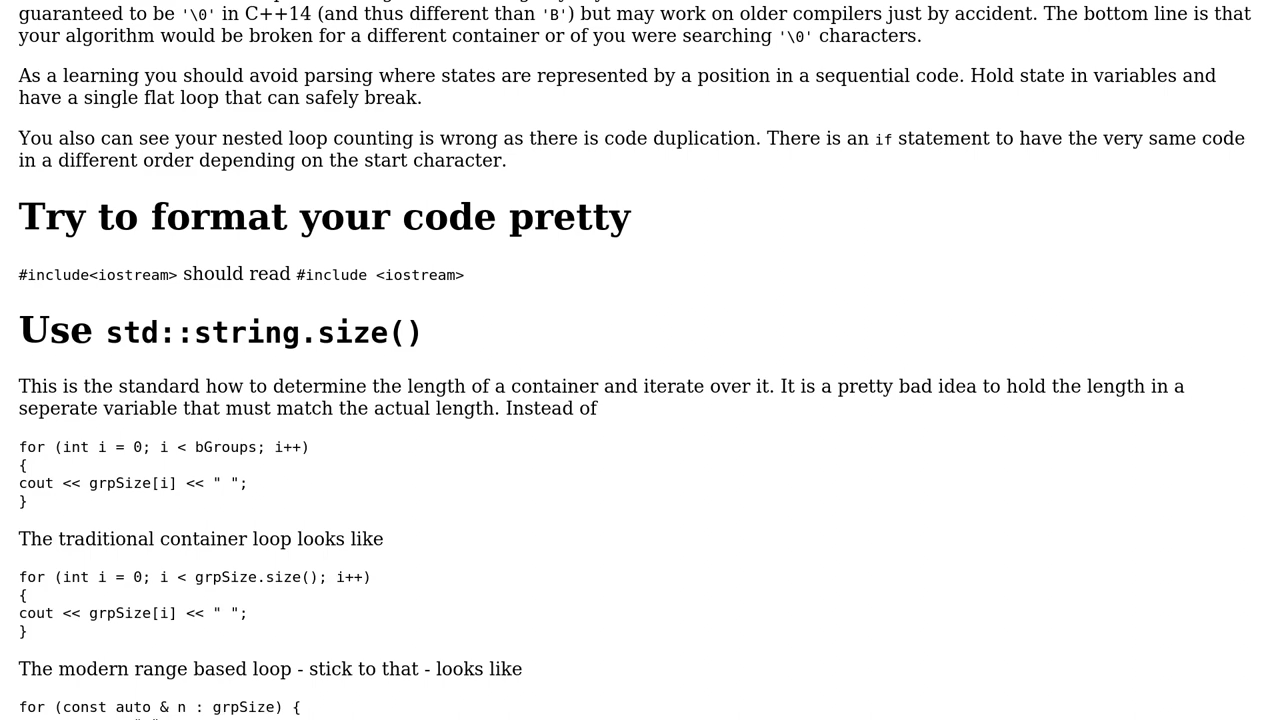 guaranteed to be '\0' in C++14 (and thus different than 'B') but may work on older compilers just by accident. The bottom line is that
your algorithm would be broken for a different container or of you were searching '\0' characters.
As a learning you should avoid parsing where states are represented by a position in a sequential code. Hold state in variables and
have a single flat loop that can safely break.
You also can see your nested loop counting is wrong as there is code duplication. There is an if statement to have the very same code
in a different order depending on the start character.
Try to format your code pretty
#include<iostream> should read #include <iostream>
Use std::string.size()
This is the standard how to determine the length of a container and iterate over it. It is a pretty bad idea to hold the length in a
seperate variable that must match the actual length. Instead of
for (int i = 0; i < bGroups; i++)
{
cout << grpSize[i] << " ";
}
The traditional container loop looks like
for (int i = 0; i < grpSize.size(); i++)
{
cout << grpSize[i] << " ";
}
The modern range based loop - stick to that - looks like
for (const auto & n : grpSize) {